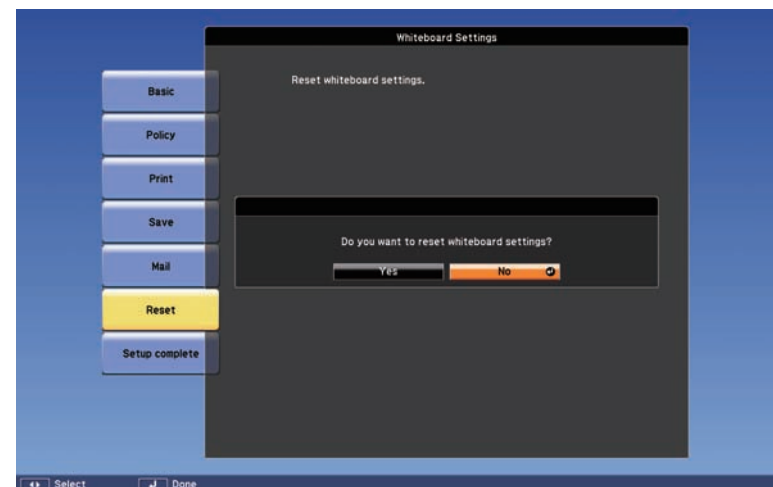 Whiteboard Settings
Reset whiteboard settings.
Basic
Policy
Print
Save
Mail
Reset
Setup complete
Do you want to reset whiteboard settings?
Yes No
Select Done